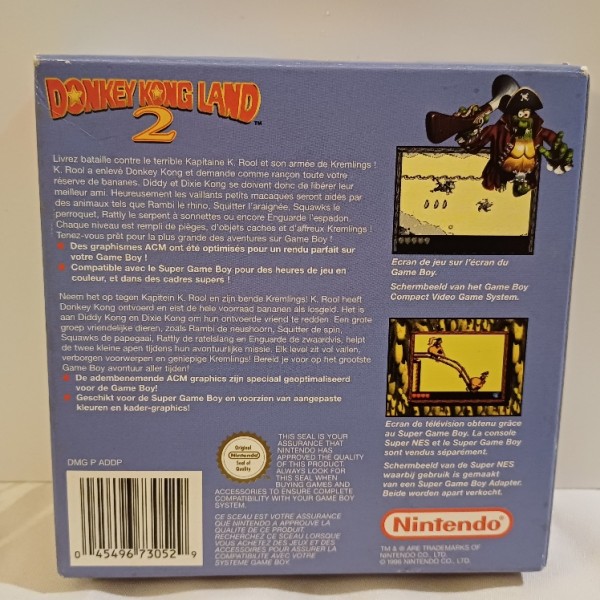 DONKEY KONG LAND
2 ™
Livrez bataille contre le terrible Kapitaine K. Rool et son armée de Kremlings !
K. Rool a enlevé Donkey Kong et demande comme rançon toute votre
réserve de bananes. Diddy et Dixie Kong se doivent donc de libérer leur
meilleur ami. Heureusement les vaillants petits macaques seront aidés par
des animaux tels que Rambi le rhino, Squitter l'araignée, Squawks le
perroquet, Rattly le serpent à sonnettes ou encore Enguarde l'espadon.
Chaque niveau est rempli de pièges, d'objets cachés et d'affreux Kremlings !
Tenez-vous prêt pour la plus grande des aventures sur Game Boy !
Des graphismes ACM ont été optimisés pour un rendu parfait sur
votre Game Boy !
Compatible avec le Super Game Boy pour des heures de jeu en
couleur, et dans des cadres supers !
Neem het op tegen Kapitein K. Rool en zijn bende Kremlings! K. Rool heeft
Donkey Kong ontvoerd en eist de hele voorraad bananen als losgeld. Het is
aan Diddy Kong en Dixie Kong om hun ontvoerde vriend te redden. Een grote
groep vriendelijke dieren, zoals Rambi de neushoorn, Squitter de spin,
Squawks de papegaai, Rattly de ratelslang en Enguarde de zwaardvis, helpt
de twee kleine apen tijdens hun avontuurlijke missie. Elk level zit vol vallen,
verborgen voorwerpen en geniepige Kremlings! Bereid je voor op het grootste
Game Boy avontuur aller tijden!
De adembenemende ACM graphics zijn speciaal geoptimaliseerd
voor de Game Boy!
Geschikt voor de Super Game Boy en voorzien van aangepaste
kleuren en kader-graphics!
Ecran de jeu sur l'écran du
Game Boy.
Schermbeeld van het Game Boy
Compact Video Game System.
Ecran de télévision obtenu grâce
au Super Game Boy. La console
Super NES et le Super Game Boy
sont vendus séparément.
Schermbeeld van de Super NES
waarbij gebruik is gemaakt
van een Super Game Boy Adapter.
Beide worden apart verkocht.
DMG P ADDP
0 45496 73052 9
Original
Nintendo
Seal of
Quality
THIS SEAL IS YOUR
ASSURANCE THAT
NINTENDO HAS
APPROVED THE QUALITY
OF THIS PRODUCT.
ALWAYS LOOK FOR
THIS SEAL WHEN
BUYING GAMES AND
ACCESSORIES TO ENSURE COMPLETE
COMPATIBILITY WITH YOUR GAME BOY
SYSTEM.
CE SCEAU EST VOTRE ASSURANCE
QUE NINTENDO A APPROUVE LA
QUALITE DE CE PRODUIT.
RECHERCHEZ CE SCEAU LORSQUE
VOUS ACHETEZ DES JEUX ET DES
ACCESSOIRES POUR ASSURER LA
COMPATIBILITE AVEC VOTRE
SYSTEME GAME BOY.
Nintendo®
TM & ® ARE TRADEMARKS OF
NINTENDO CO., LTD.
© 1996 NINTENDO CO., LTD.